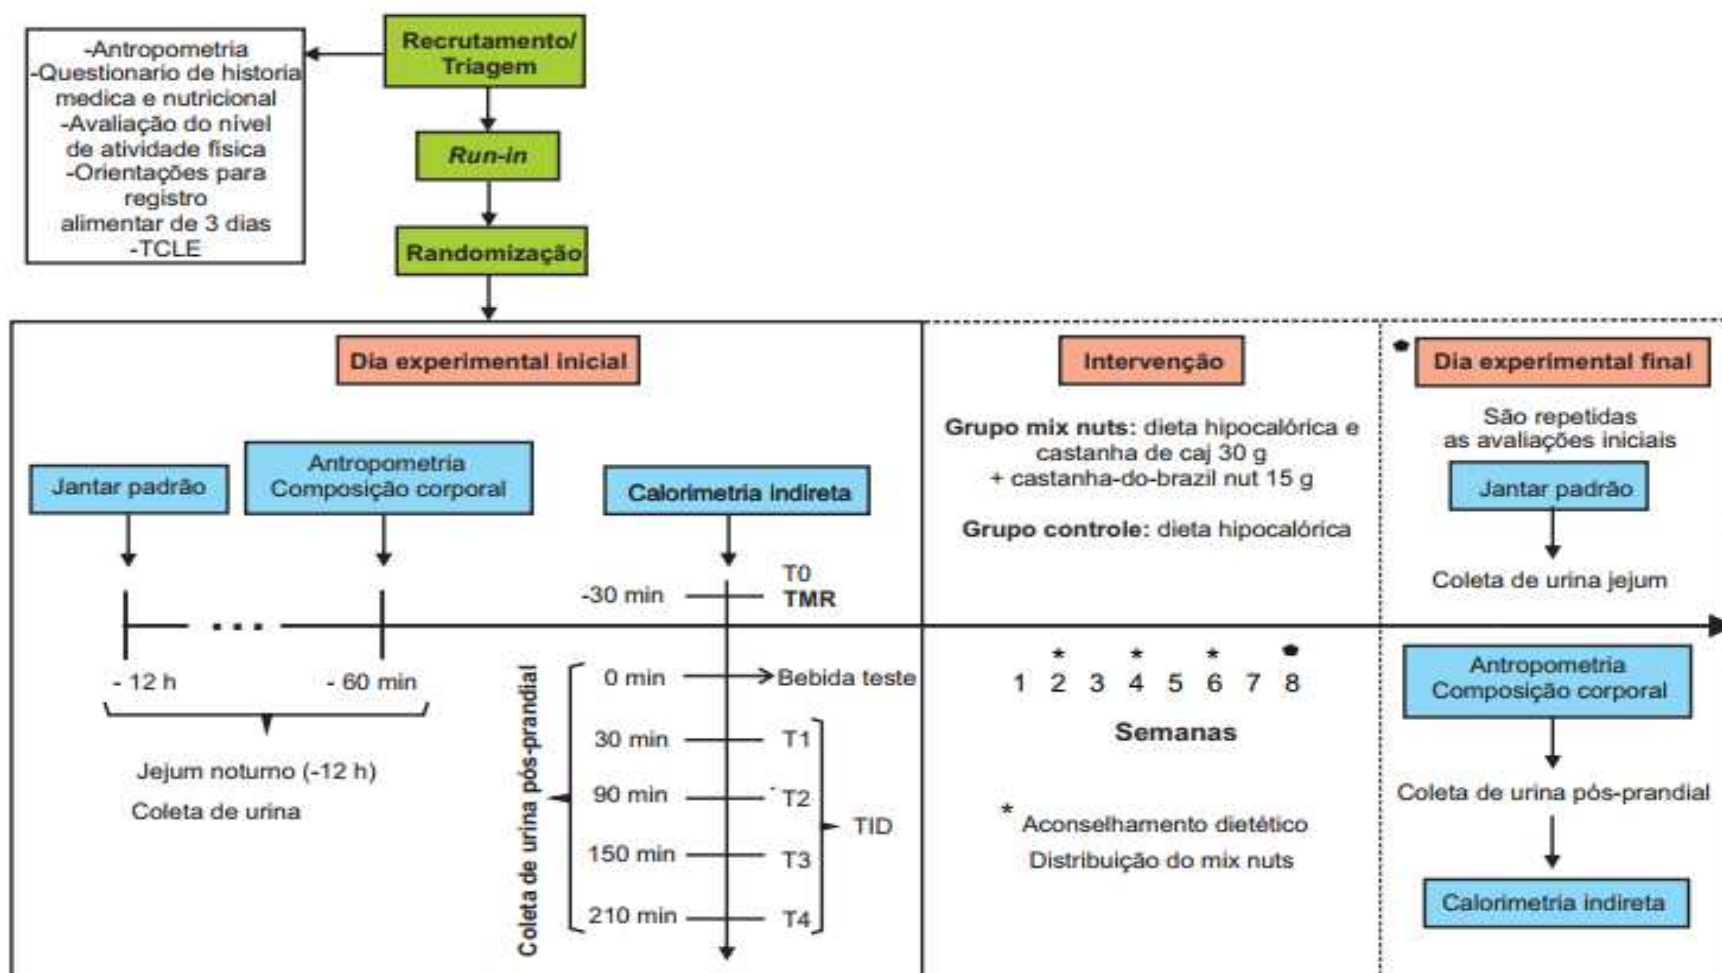 Recrutamento/
Triagem
-Antropometria
-Questionario de historia
medica e nutricional
-Avaliação do nivel
de atividade física
-Orientações para
registro
alimentar de 3 dias
-TCLE
Run-in
Randomização
Dia experimental inicial
Jantar padrão
Antropometria
Composição corporal
Calorimetria indireta
T0
-30 min
TMR
- 12 h
- 60 min
Jejum noturno (-12 h)
Coleta de urina
Coleta de urina pós-prandial
0 min
Bebida teste
30 min
T1
90 min
T2
150 min
T3
210 min
T4
TID
Intervenção
Grupo mix nuts: dieta hipocalórica e
castanha de caj 30 g
+ castanha-do-brazil nut 15 g
Grupo controle: dieta hipocalórica
* * *
1 2 3 4 5 6 7 8
Semanas
* Aconselhamento dietético
Distribuição do mix nuts
Dia experimental final
São repetidas
as avaliações iniciais
Jantar padrão
Coleta de urina jejum
Antropometria
Composição corporal
Coleta de urina pós-prandial
Calorimetria indireta